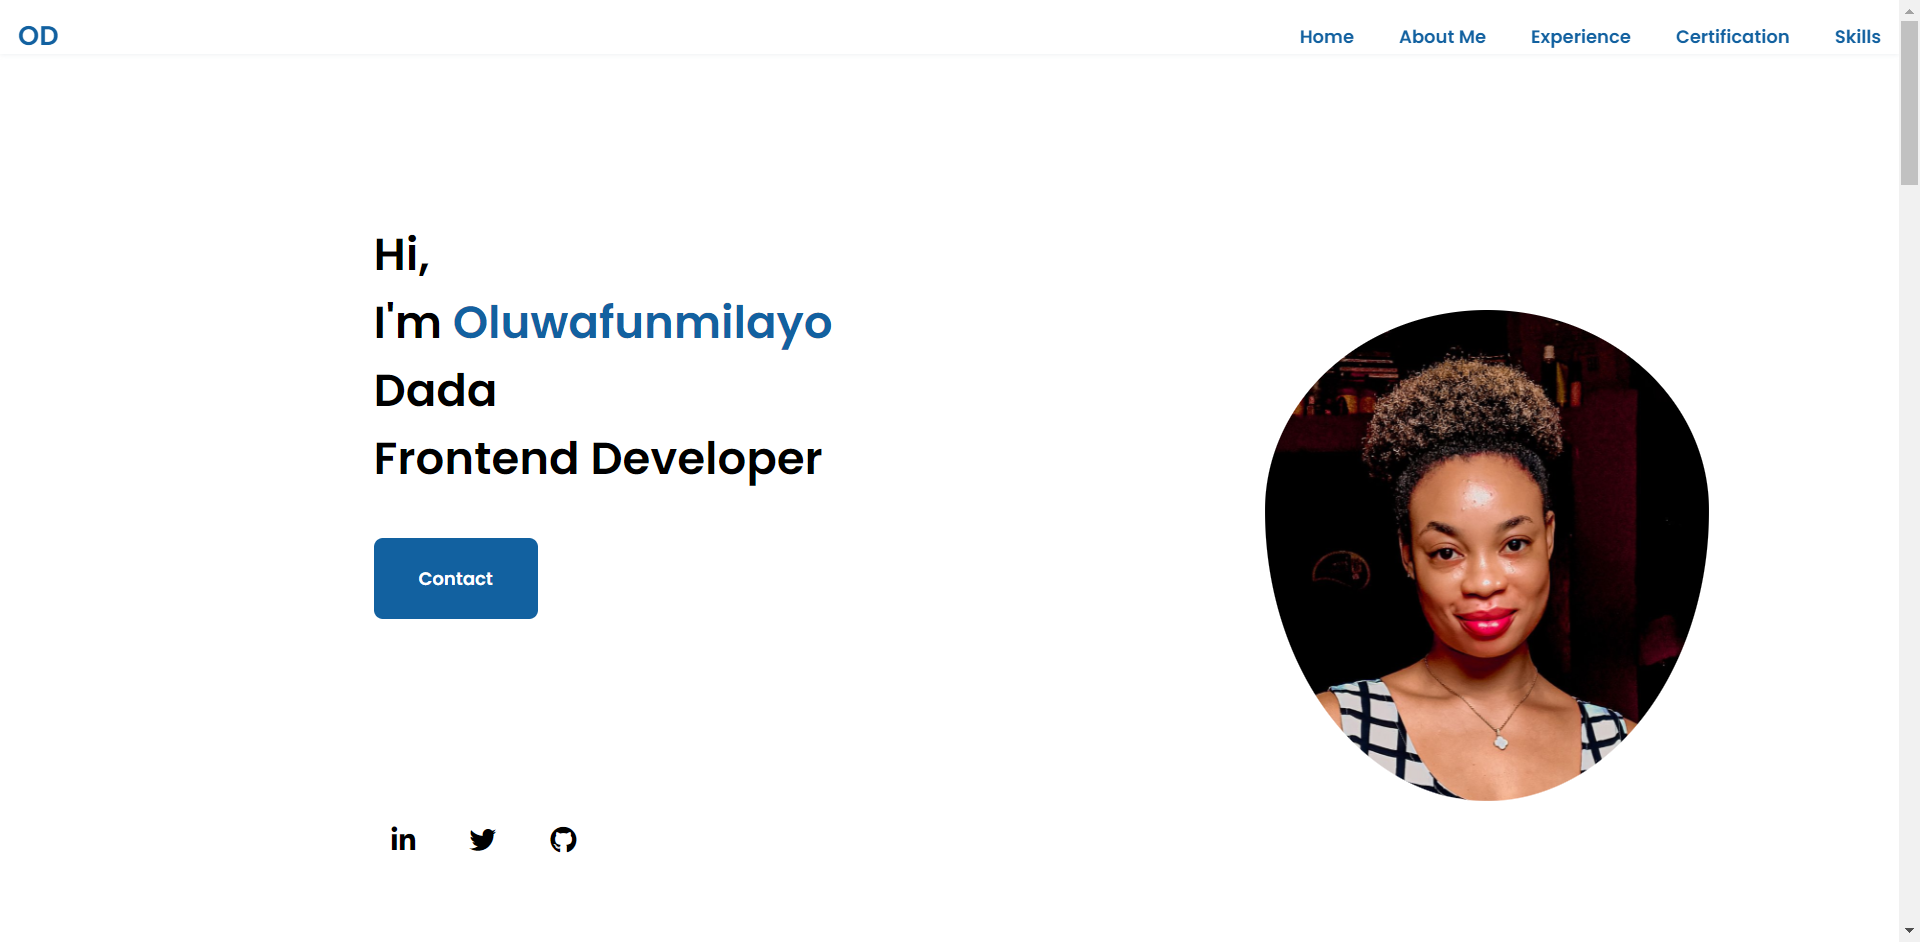 OD
Home About Me Experience Certification Skills
Hi,
I'm Oluwafunmilayo
Dada
Frontend Developer
Contact
in